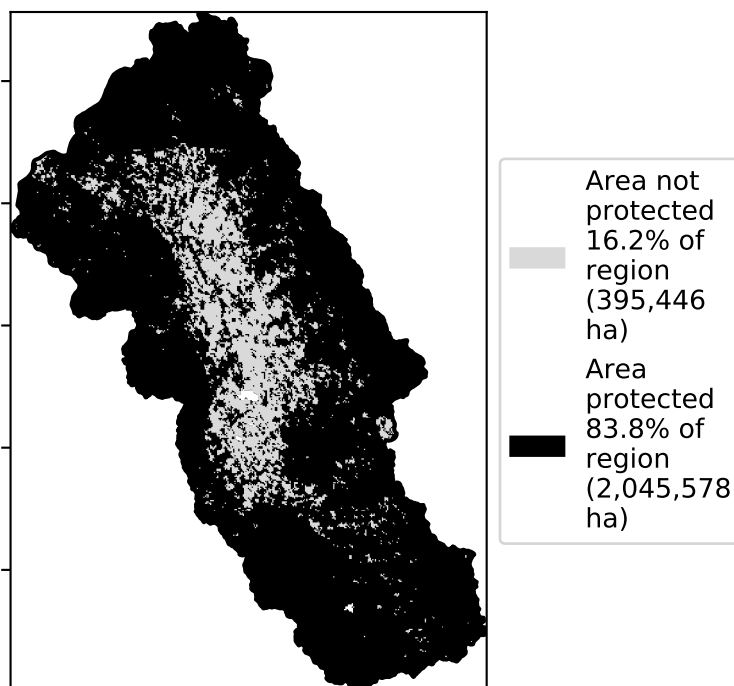 Area not
protected
16.2% of
region
(395,446
ha)
Area
protected
83.8% of
region
(2,045,578
ha)